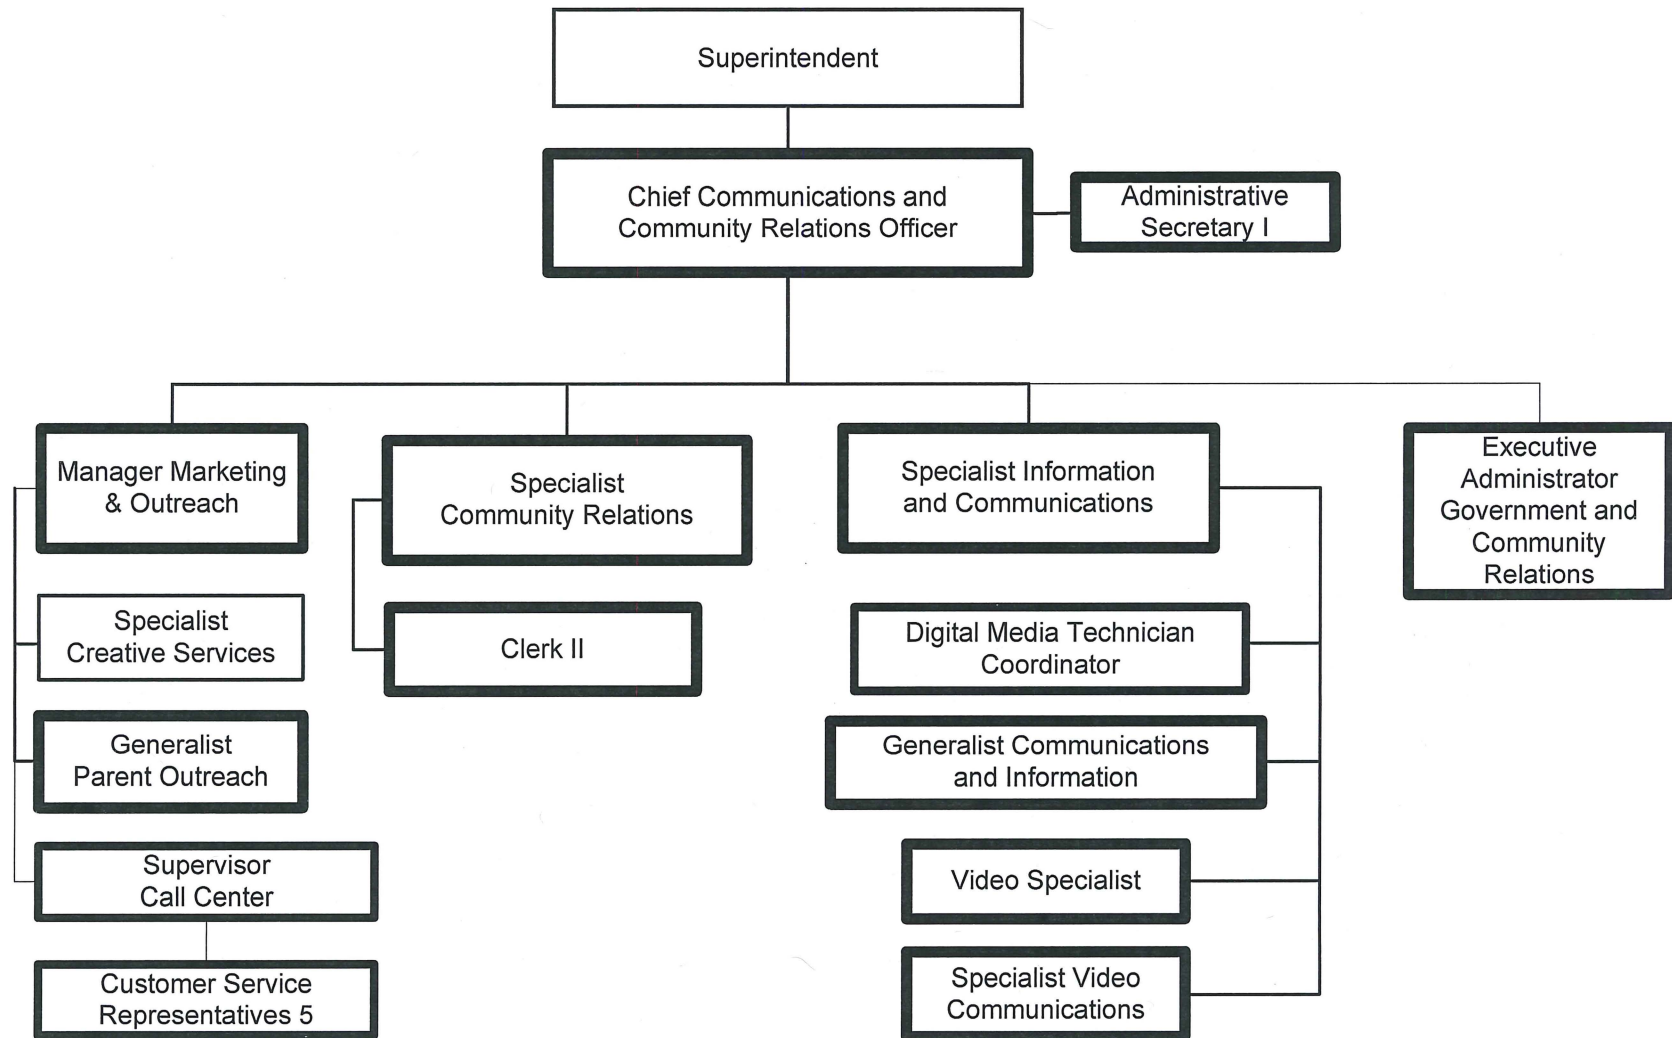 Superintendent
Chief Communications and
Community Relations Officer
Administrative
Secretary I
Manager Marketing
& Outreach
Specialist
Community Relations
Specialist Information
and Communications
Executive
Administrator
Government and
Community
Relations
Specialist
Creative Services
Clerk II
Digital Media Technician
Coordinator
Generalist
Parent Outreach
Generalist Communications
and Information
Supervisor
Call Center
Video Specialist
Customer Service
Representatives 5
Specialist Video
Communications